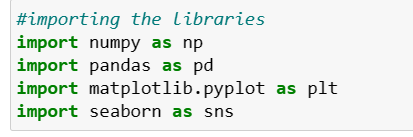 #importing the libraries
import numpy as np
import pandas as pd
import matplotlib.pyplot as plt
import seaborn as sns